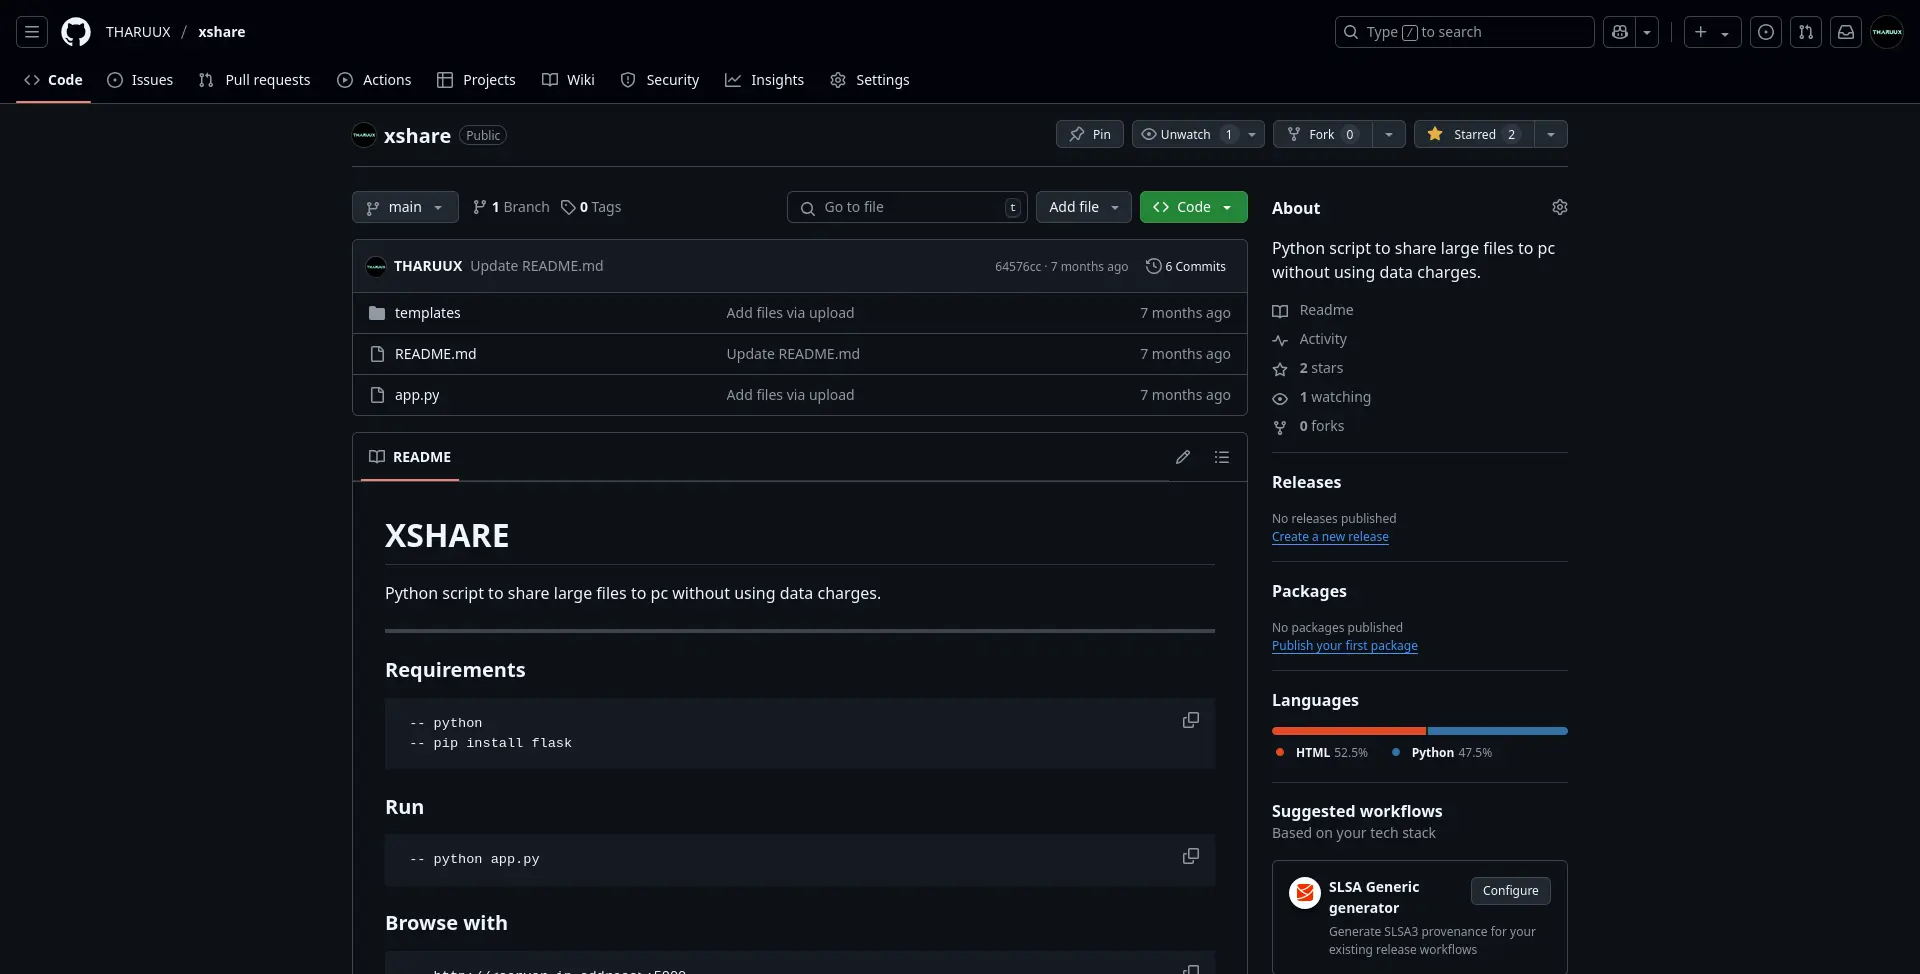 THARUUX / xshare
Type / to search
Code Issues Pull requests Actions Projects Wiki Security Insights Settings
xshare Public
Pin Unwatch 1 Fork 0 Starred 2
main 1 Branch 0 Tags Go to file t Add file Code
THARUUX Update README.md 64576cc · 7 months ago 6 Commits
templates Add files via upload 7 months ago
README.md Update README.md 7 months ago
app.py Add files via upload 7 months ago
README
XSHARE
Python script to share large files to pc without using data charges.
Requirements
-- python
-- pip install flask
Run
-- python app.py
Browse with
About
Python script to share large files to pc
without using data charges.
Readme
Activity
2 stars
1 watching
0 forks
Releases
No releases published
Create a new release
Packages
No packages published
Publish your first package
Languages
HTML 52.5% Python 47.5%
Suggested workflows
Based on your tech stack
SLSA Generic
generator
Configure
Generate SLSA3 provenance for your
existing release workflows